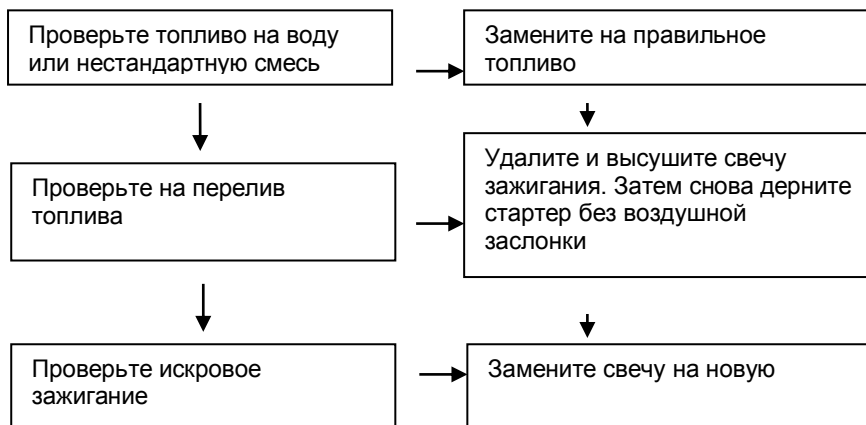 Проверьте топливо на воду
или нестандартную смесь
Замените на правильное
топливо
Проверьте на перелив
топлива
Удалите и высушите свечу
зажигания. Затем снова дерните
стартер без воздушной
заслонки
Проверьте искровое
зажигание
Замените свечу на новую